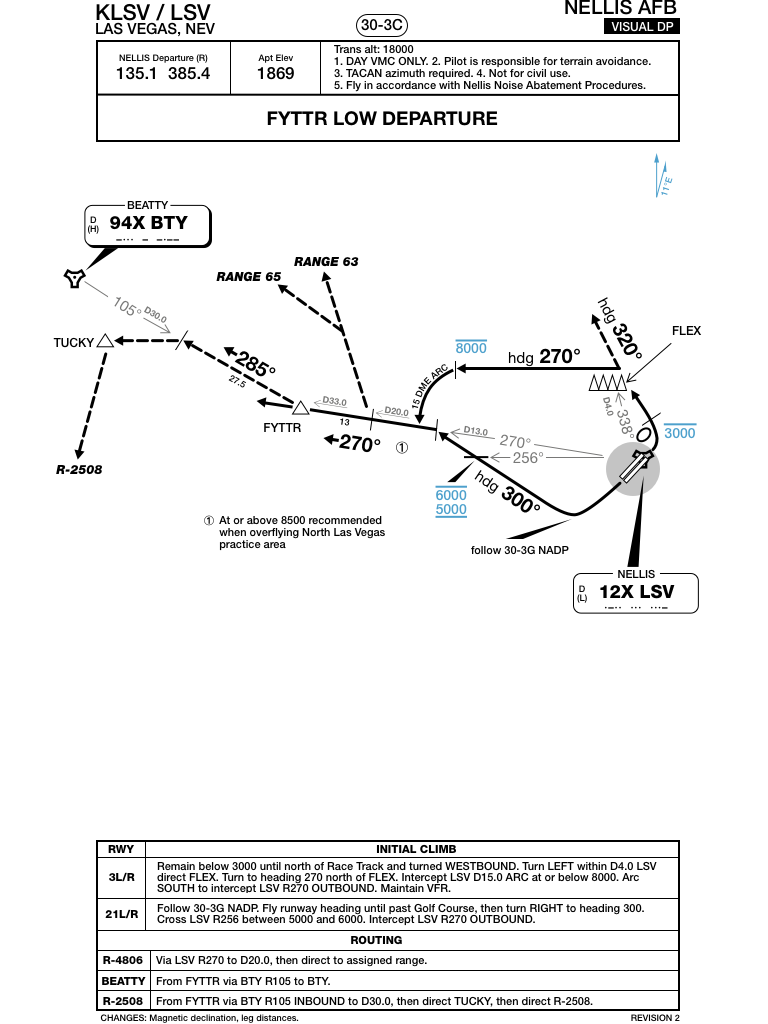 KLSV / LSV
LAS VEGAS, NEV
30-3C
NELLIS AFB
VISUAL DP
NELLIS Departure (R)
135.1 385.4
Apt Elev
1869
Trans alt: 18000
1. DAY VMC ONLY. 2. Pilot is responsible for terrain avoidance.
3. TACAN azimuth required. 4. Not for civil use.
5. Fly in accordance with Nellis Noise Abatement Procedures.
FYTTR LOW DEPARTURE
11°E
BEATTY
D
(H)
94X BTY
RANGE 63
RANGE 65
105°
D30.0
hdg 320°
FLEX
TUCKY
8000
hdg 270°
285°
27.5
15 DME ARC
D4.0
338°
D33.0
13
D20.0
FYTTR
270° ①
D13.0
270°
256°
3000
R-2508
6000
5000
hdg 300°
① At or above 8500 recommended
when overflying North Las Vegas
practice area
follow 30-3G NADP
NELLIS
D
(L)
12X LSV
RWY
INITIAL CLIMB
3L/R
Remain below 3000 until north of Race Track and turned WESTBOUND. Turn LEFT within D4.0 LSV
direct FLEX. Turn to heading 270 north of FLEX. Intercept LSV D15.0 ARC at or below 8000. Arc
SOUTH to intercept LSV R270 OUTBOUND. Maintain VFR.
21L/R
Follow 30-3G NADP. Fly runway heading until past Golf Course, then turn RIGHT to heading 300.
Cross LSV R256 between 5000 and 6000. Intercept LSV R270 OUTBOUND.
ROUTING
R-4806
Via LSV R270 to D20.0, then direct to assigned range.
BEATTY
From FYTTR via BTY R105 to BTY.
R-2508
From FYTTR via BTY R105 INBOUND to D30.0, then direct TUCKY, then direct R-2508.
CHANGES: Magnetic declination, leg distances.
REVISION 2